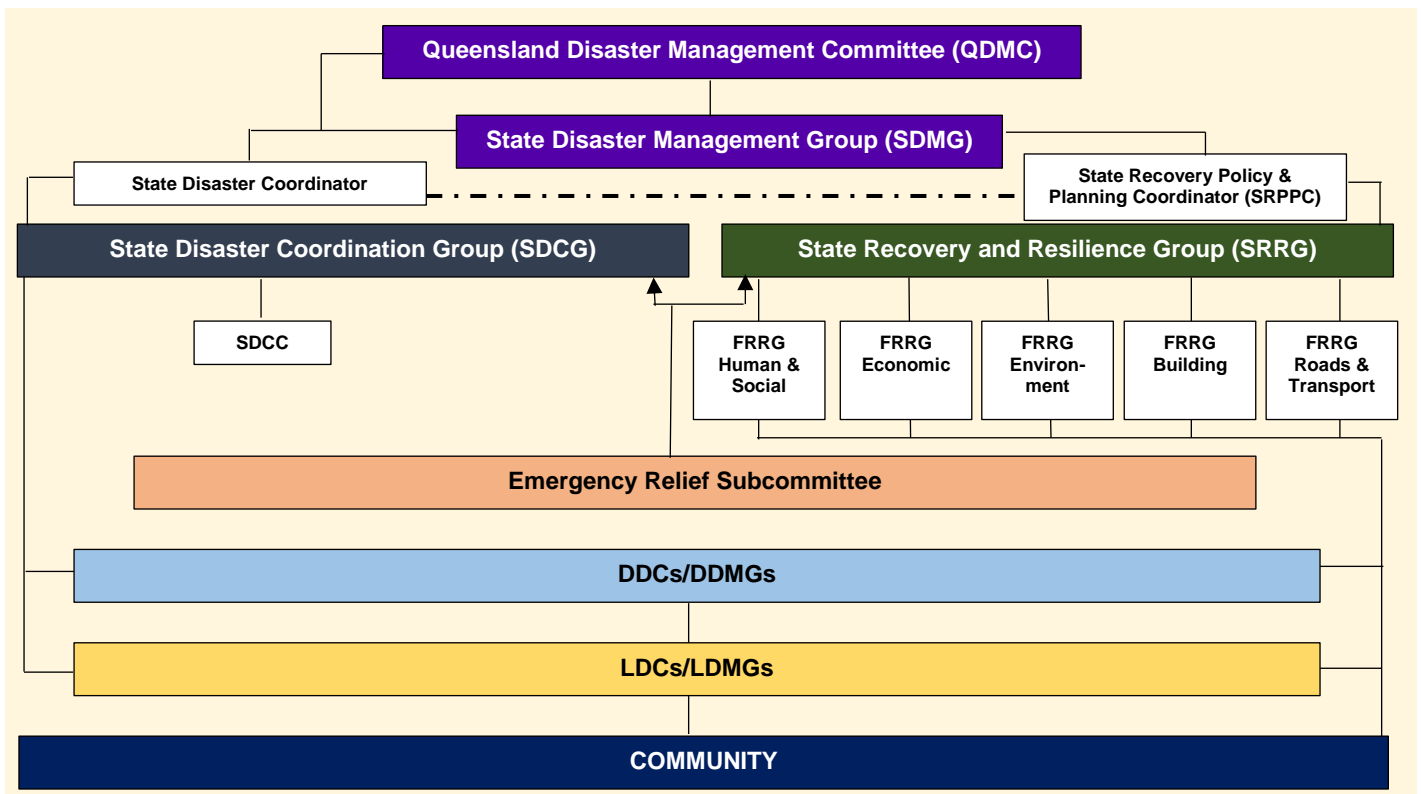 Queensland Disaster Management Committee (QDMC)
State Disaster Management Group (SDMG)
State Disaster Coordinator
State Recovery Policy &
Planning Coordinator (SRPPC)
State Disaster Coordination Group (SDCG)
State Recovery and Resilience Group (SRRG)
SDCC
FRRG
Human &
Social
FRRG
Economic
FRRG
Environ-
ment
FRRG
Building
FRRG
Roads &
Transport
Emergency Relief Subcommittee
DDCs/DDMGs
LDCs/LDMGs
COMMUNITY